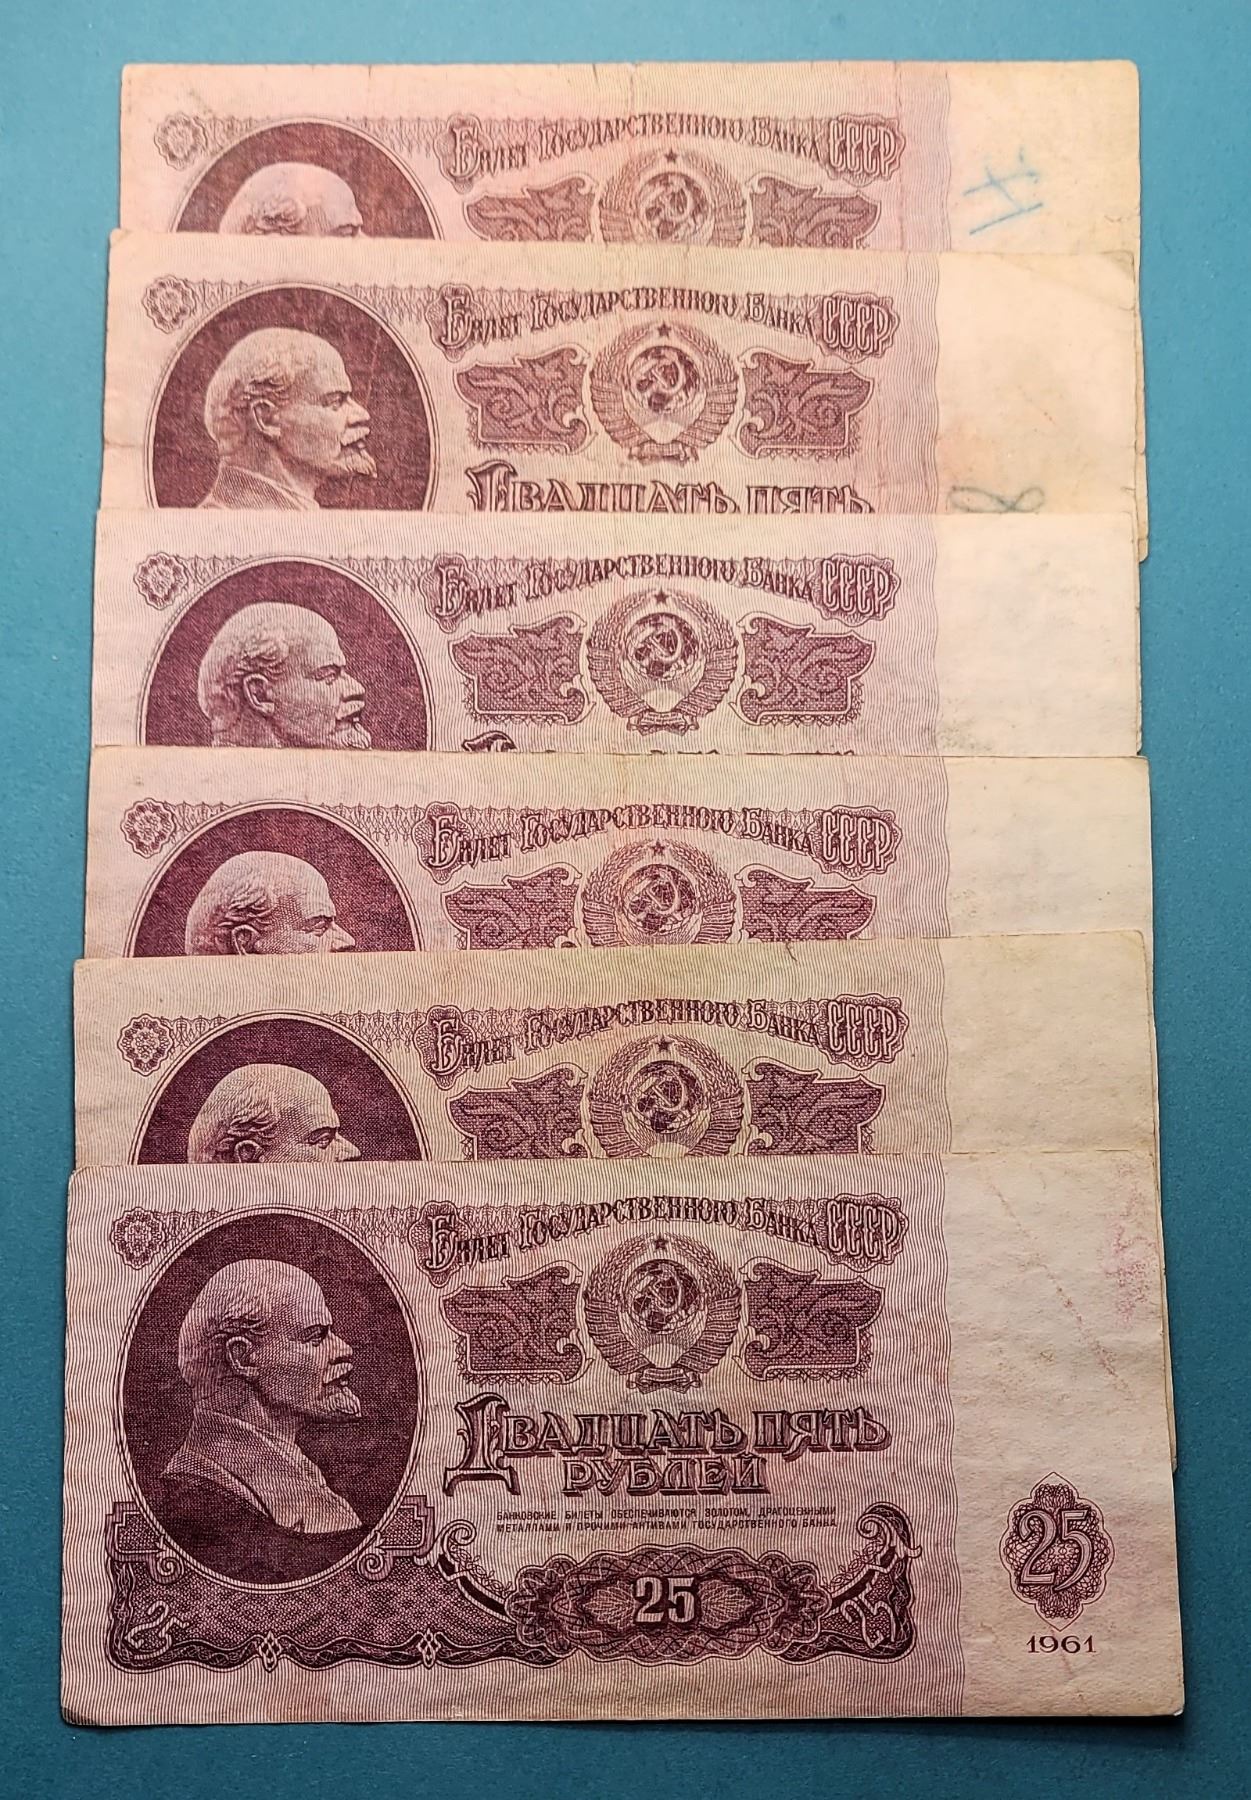 Билет Государственного Банка СССР
Билет Государственного Банка СССР
Двадцать пять
Билет Государственного Банка СССР
Билет Государственного Банка СССР
Билет Государственного Банка СССР
Билет Государственного Банка СССР
Двадцать пять
рублей
БАНКОВСКИЕ БИЛЕТЫ ОБЕСПЕЧИВАЮТСЯ ЗОЛОТОМ, ДРАГОЦЕННЫМИ
МЕТАЛЛАМИ И ПРОЧИМИ АКТИВАМИ ГОСУДАРСТВЕННОГО БАНКА
25
25
25
25
1961